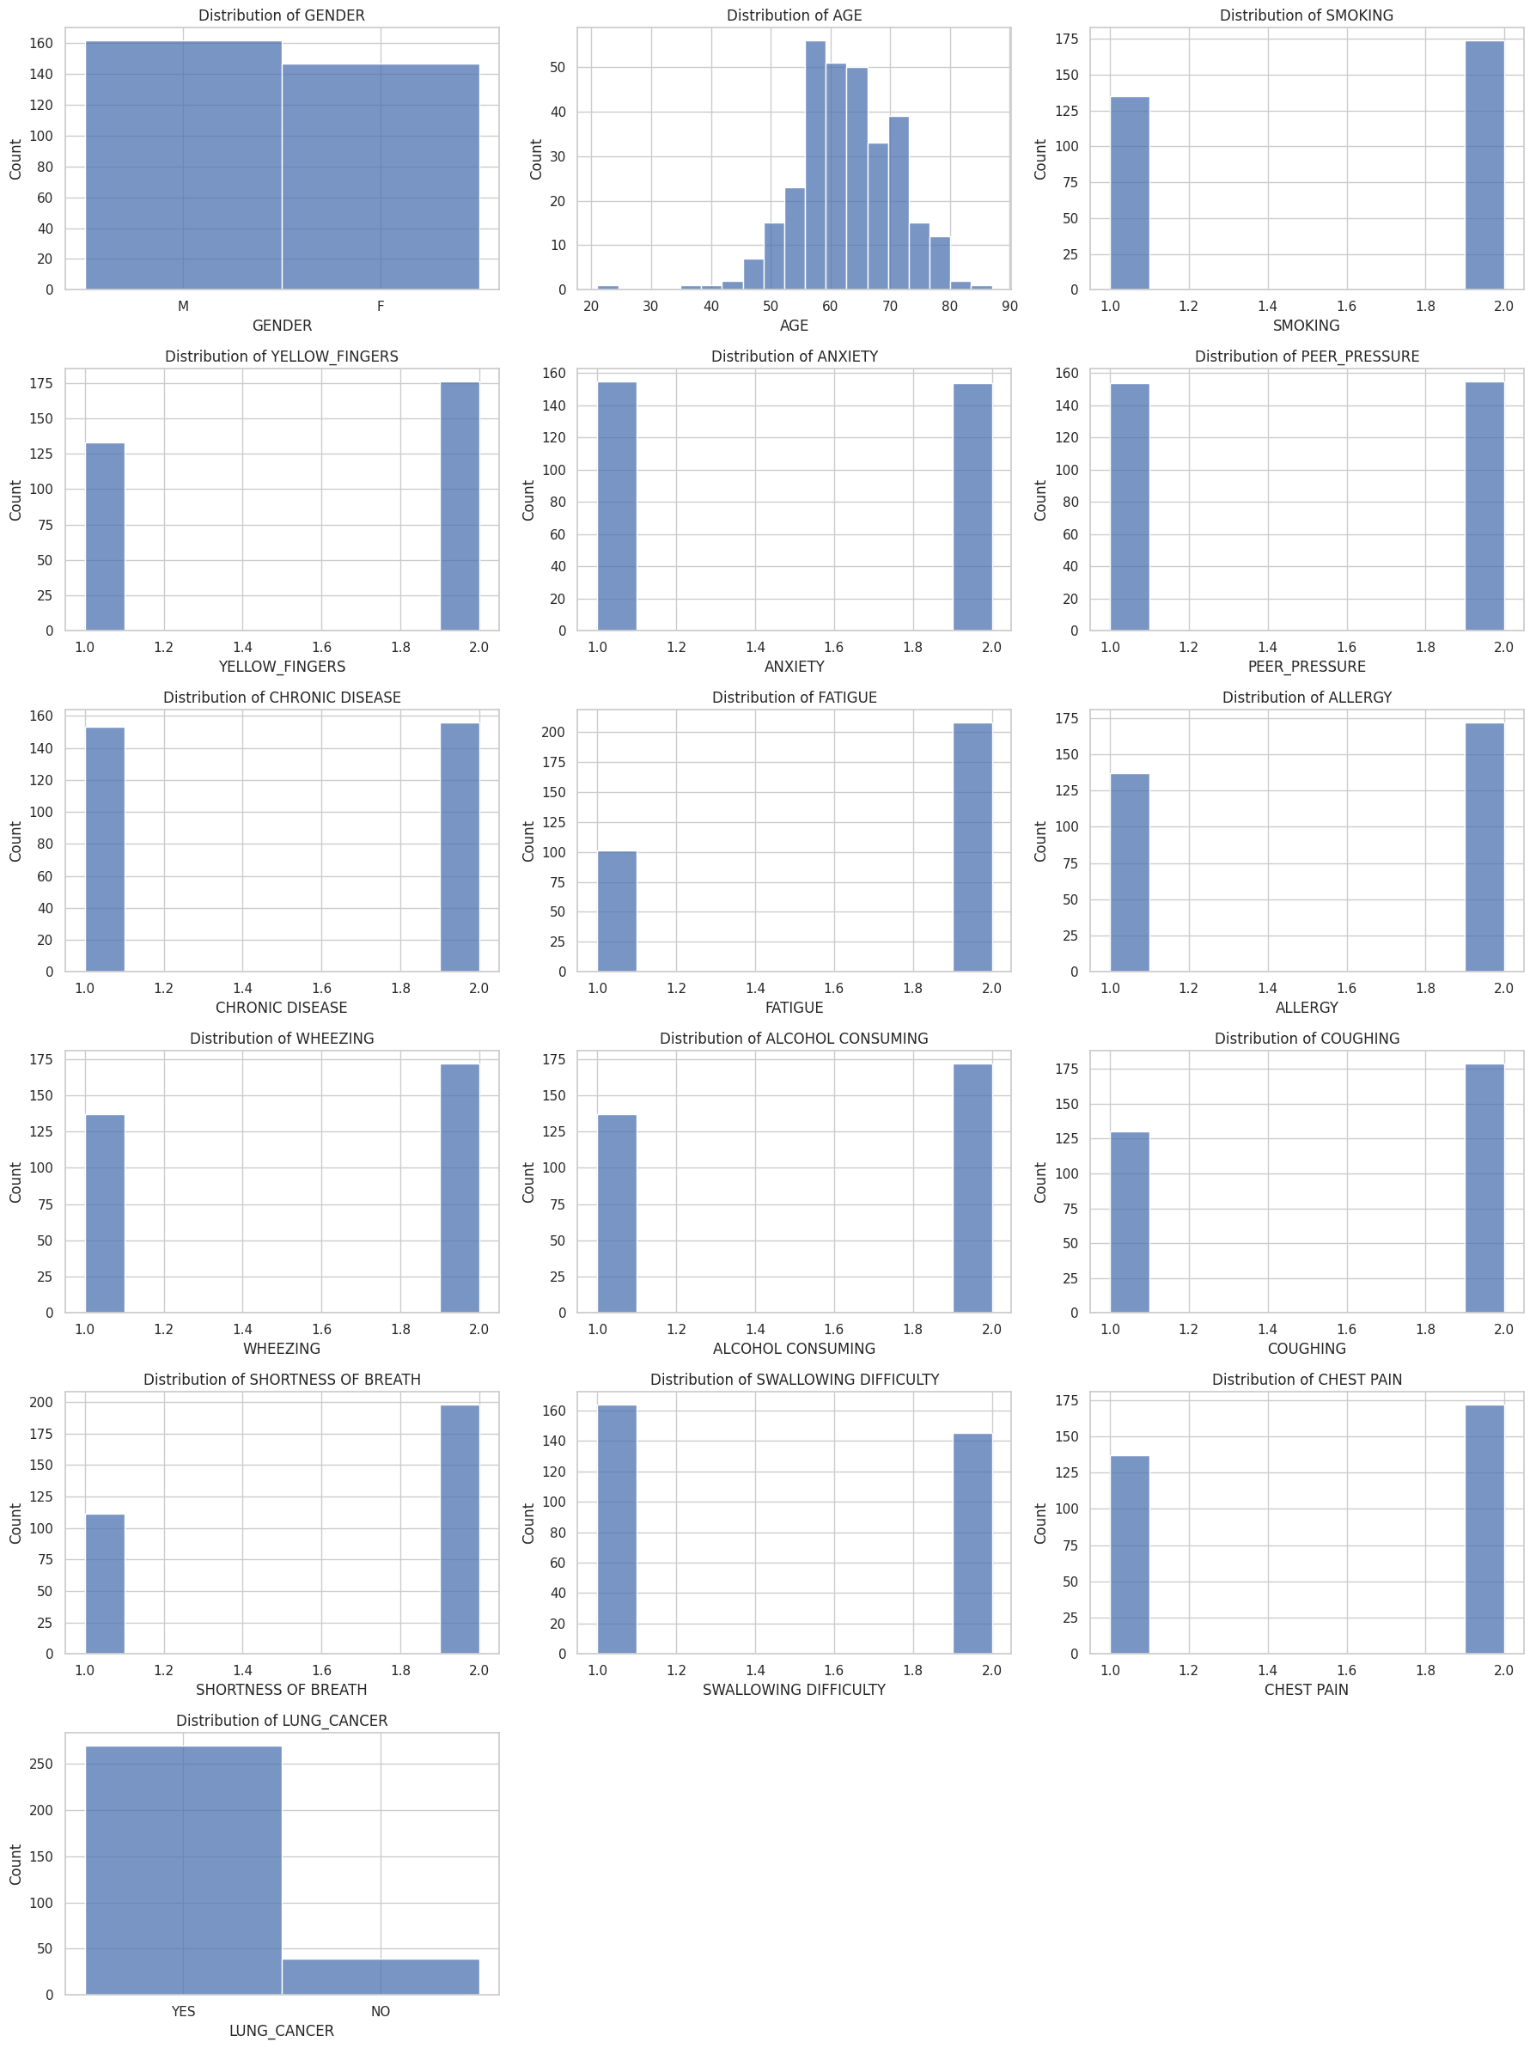 Distribution of GENDER
160
140
120
100
80
60
40
20
0
Count
M F
GENDER
Distribution of AGE
50
40
30
20
10
0
Count
20 30 40 50 60 70 80 90
AGE
Distribution of SMOKING
175
150
125
100
75
50
25
0
Count
1.0 1.2 1.4 1.6 1.8 2.0
SMOKING
Distribution of YELLOW_FINGERS
175
150
125
100
75
50
25
0
Count
1.0 1.2 1.4 1.6 1.8 2.0
YELLOW_FINGERS
Distribution of ANXIETY
160
140
120
100
80
60
40
20
0
Count
1.0 1.2 1.4 1.6 1.8 2.0
ANXIETY
Distribution of PEER_PRESSURE
160
140
120
100
80
60
40
20
0
Count
1.0 1.2 1.4 1.6 1.8 2.0
PEER_PRESSURE
Distribution of CHRONIC DISEASE
160
140
120
100
80
60
40
20
0
Count
1.0 1.2 1.4 1.6 1.8 2.0
CHRONIC DISEASE
Distribution of FATIGUE
200
175
150
125
100
75
50
25
0
Count
1.0 1.2 1.4 1.6 1.8 2.0
FATIGUE
Distribution of ALLERGY
175
150
125
100
75
50
25
0
Count
1.0 1.2 1.4 1.6 1.8 2.0
ALLERGY
Distribution of WHEEZING
175
150
125
100
75
50
25
0
Count
1.0 1.2 1.4 1.6 1.8 2.0
WHEEZING
Distribution of ALCOHOL CONSUMING
175
150
125
100
75
50
25
0
Count
1.0 1.2 1.4 1.6 1.8 2.0
ALCOHOL CONSUMING
Distribution of COUGHING
175
150
125
100
75
50
25
0
Count
1.0 1.2 1.4 1.6 1.8 2.0
COUGHING
Distribution of SHORTNESS OF BREATH
200
175
150
125
100
75
50
25
0
Count
1.0 1.2 1.4 1.6 1.8 2.0
SHORTNESS OF BREATH
Distribution of SWALLOWING DIFFICULTY
160
140
120
100
80
60
40
20
0
Count
1.0 1.2 1.4 1.6 1.8 2.0
SWALLOWING DIFFICULTY
Distribution of CHEST PAIN
175
150
125
100
75
50
25
0
Count
1.0 1.2 1.4 1.6 1.8 2.0
CHEST PAIN
Distribution of LUNG_CANCER
250
200
150
100
50
0
Count
YES NO
LUNG_CANCER